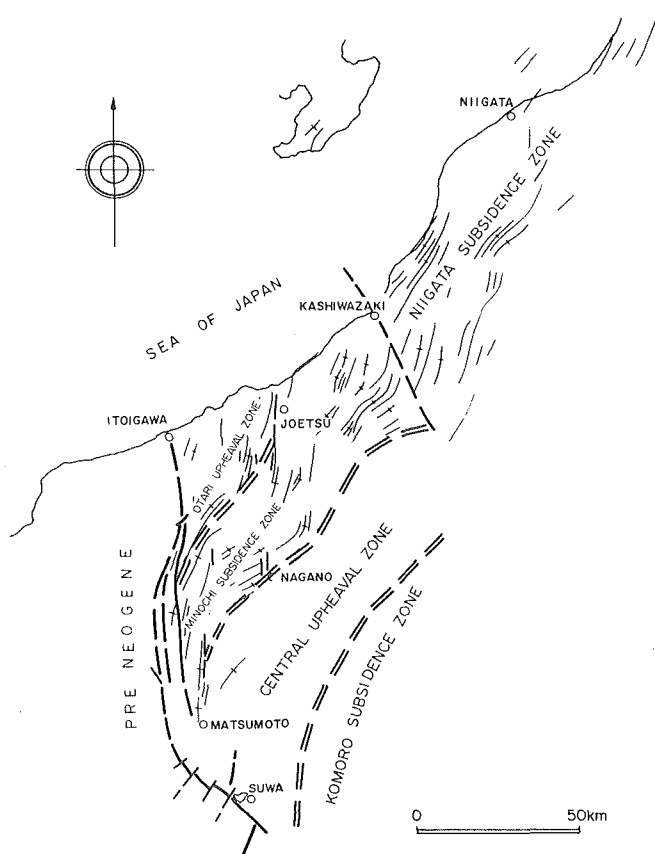 NIIGATA
NIIGATA SUBSIDENCE ZONE
SEA OF JAPAN
KASHIWAZAKI
ITOIGAWA
JOETSU
OTARI UPHEAVAL ZONE
MINOCHI SUBSIDENCE ZONE
NAGANO
CENTRAL UPHEAVAL ZONE
KOMORO SUBSIDENCE ZONE
PRE NEOGENE
MATSUMOTO
SUWA
0 50km